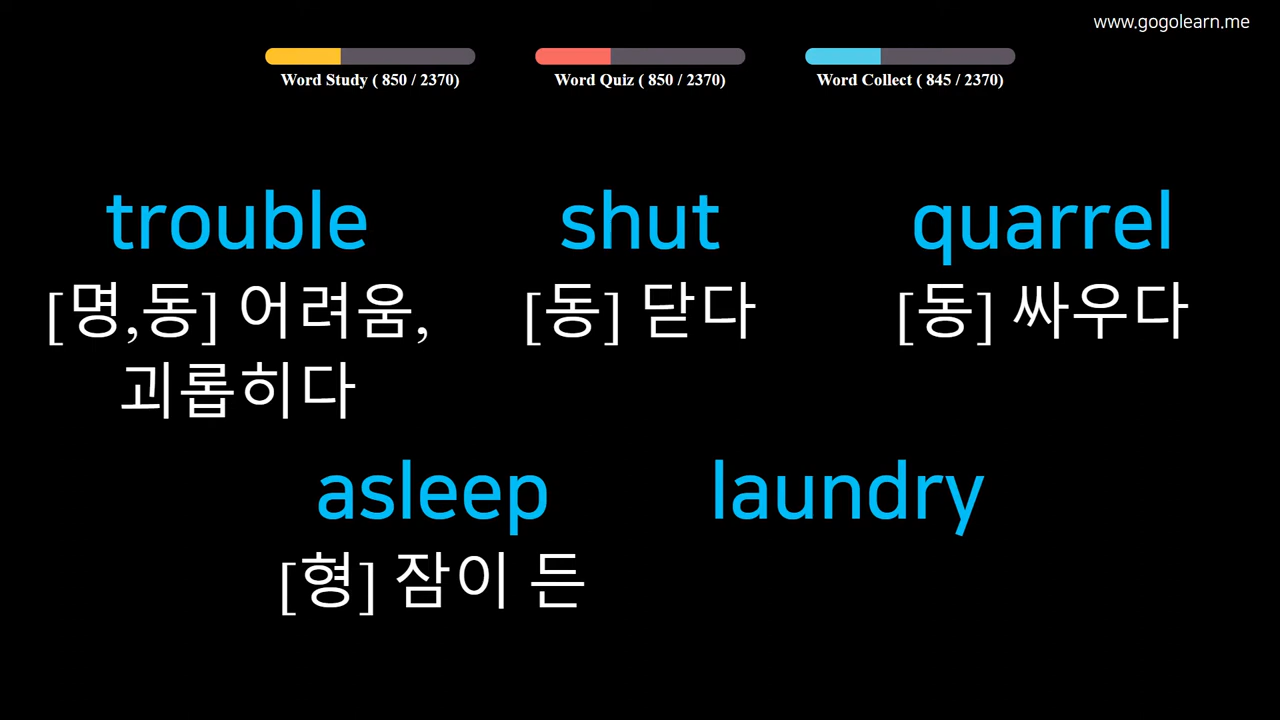 www.gogolearn.me
Word Study ( 850 / 2370)
Word Quiz ( 850 / 2370)
Word Collect ( 845 / 2370)
trouble
[명,동] 어려움,
괴롭히다
shut
[동] 닫다
quarrel
[동] 싸우다
asleep
[형] 잠이 든
laundry